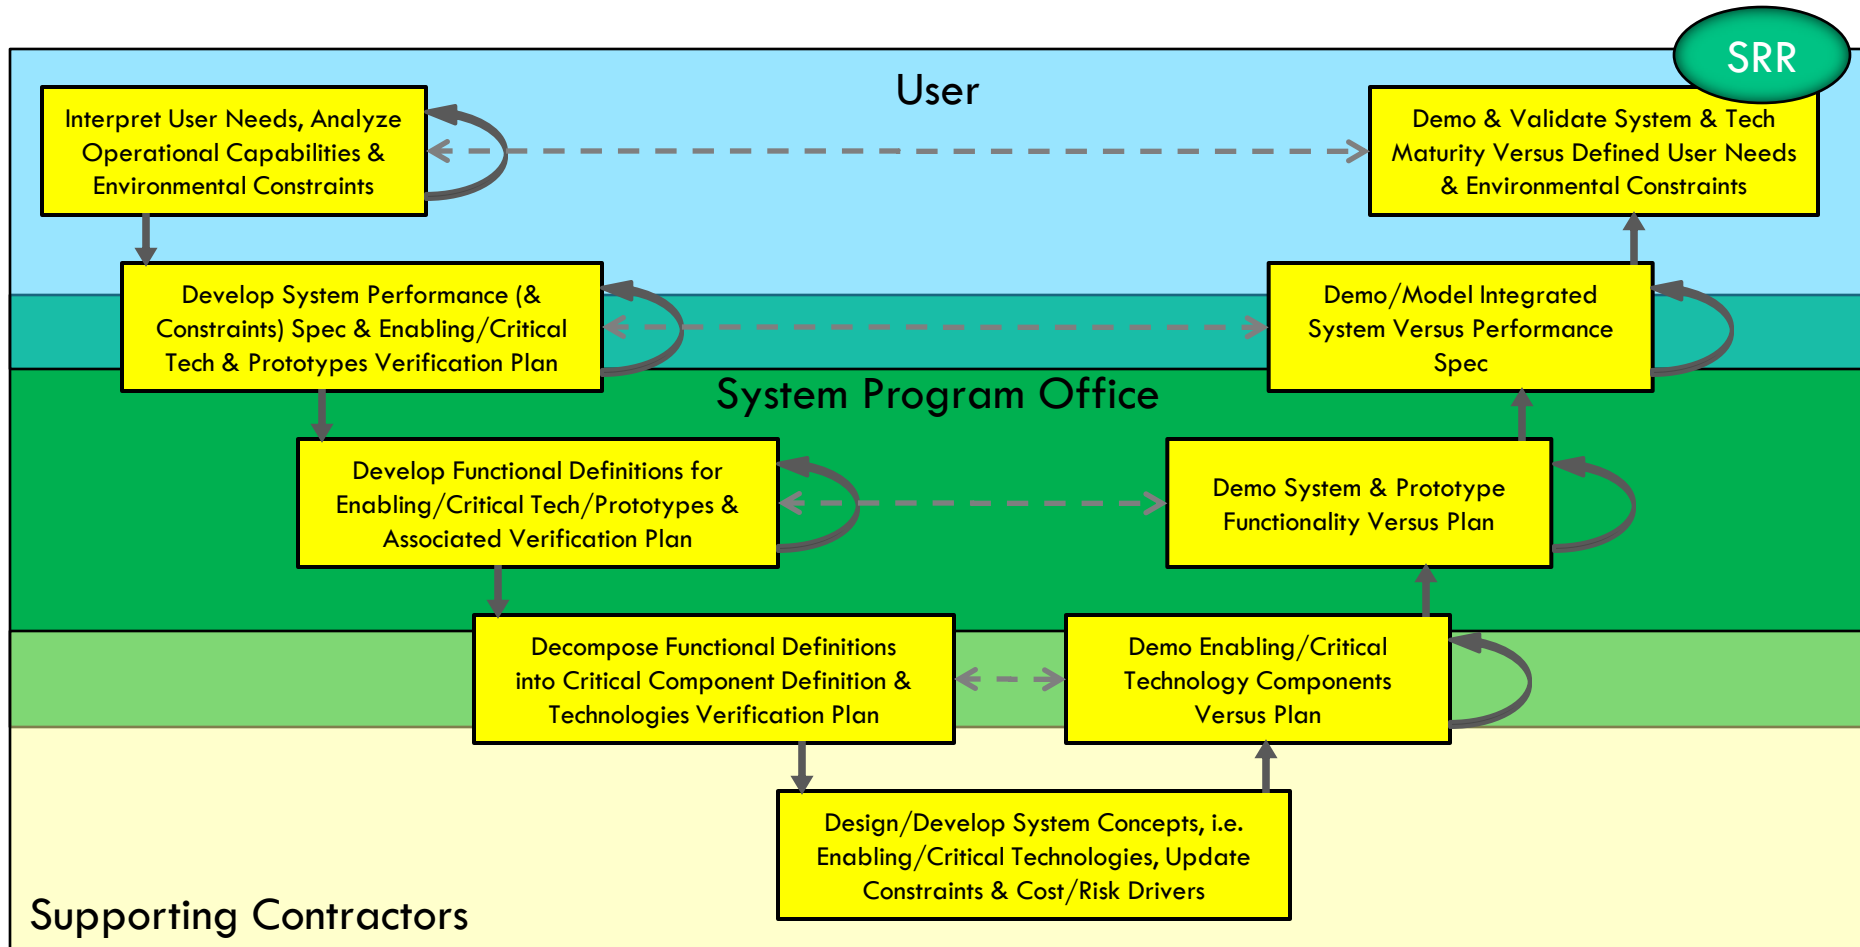 SRR
User
Interpret User Needs, Analyze
Operational Capabilities &
Environmental Constraints
Demo & Validate System & Tech
Maturity Versus Defined User Needs
& Environmental Constraints
Develop System Performance (&
Constraints) Spec & Enabling/Critical
Tech & Prototypes Verification Plan
Demo/Model Integrated
System Versus Performance
Spec
System Program Office
Develop Functional Definitions for
Enabling/Critical Tech/Prototypes &
Associated Verification Plan
Demo System & Prototype
Functionality Versus Plan
Decompose Functional Definitions
into Critical Component Definition &
Technologies Verification Plan
Demo Enabling/Critical
Technology Components
Versus Plan
Design/Develop System Concepts, i.e.
Enabling/Critical Technologies, Update
Constraints & Cost/Risk Drivers
Supporting Contractors